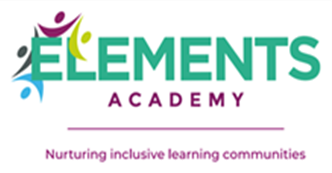 ELEMENTS
ACADEMY
Nurturing inclusive learning communities